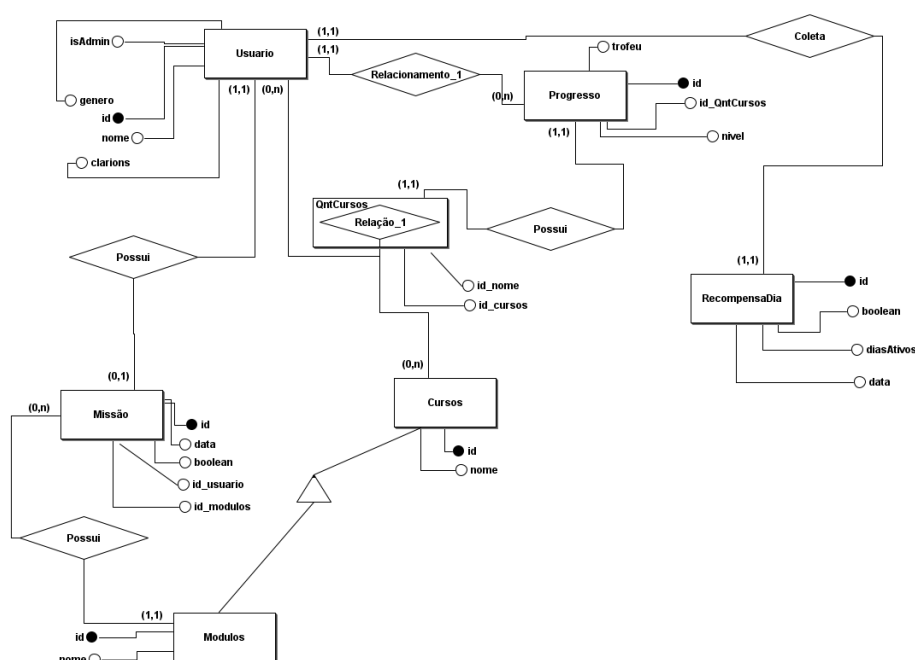 (1,1)
isAdmin
Usuario
(1,1)
Coleta
trofeu
Relacionamento_1
genero
(1,1)
(0,n)
(0,n)
Progresso
id
id_QntCursos
id
nome
(1,1)
nivel
clarions
(1,1)
QntCursos
Relação_1
Possui
Possui
(1,1)
id_nome
id
id_cursos
RecompensaDia
boolean
diasAtivos
(0,1)
(0,n)
data
(0,n)
Missão
Cursos
id
data
id
boolean
nome
id_usuario
id_modulos
Possui
(1,1)
id
Modulos
nome